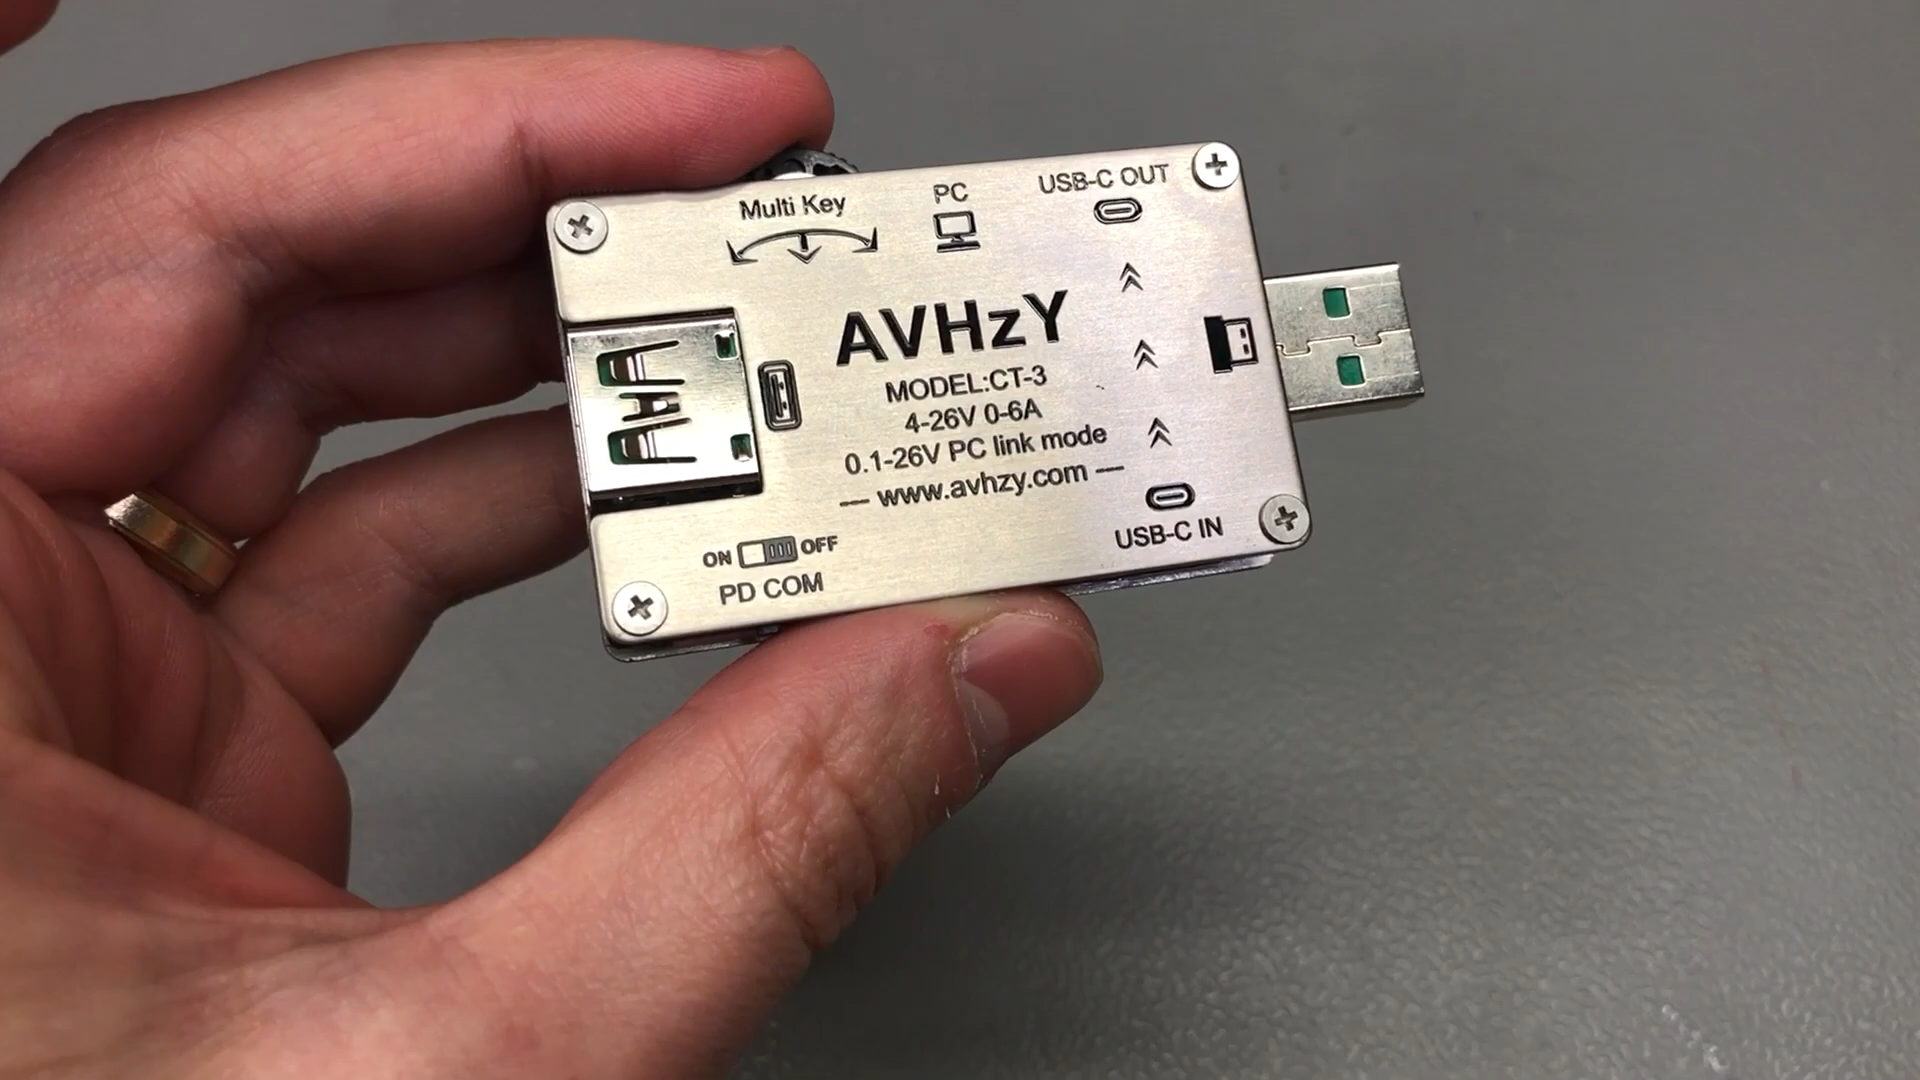 Multi Key
PC
USB-C OUT
AVHzY
MODEL:CT-3
4-26V 0-6A
0.1-26V PC link mode
— www.avhzy.com —
ON OFF
PD COM
USB-C IN